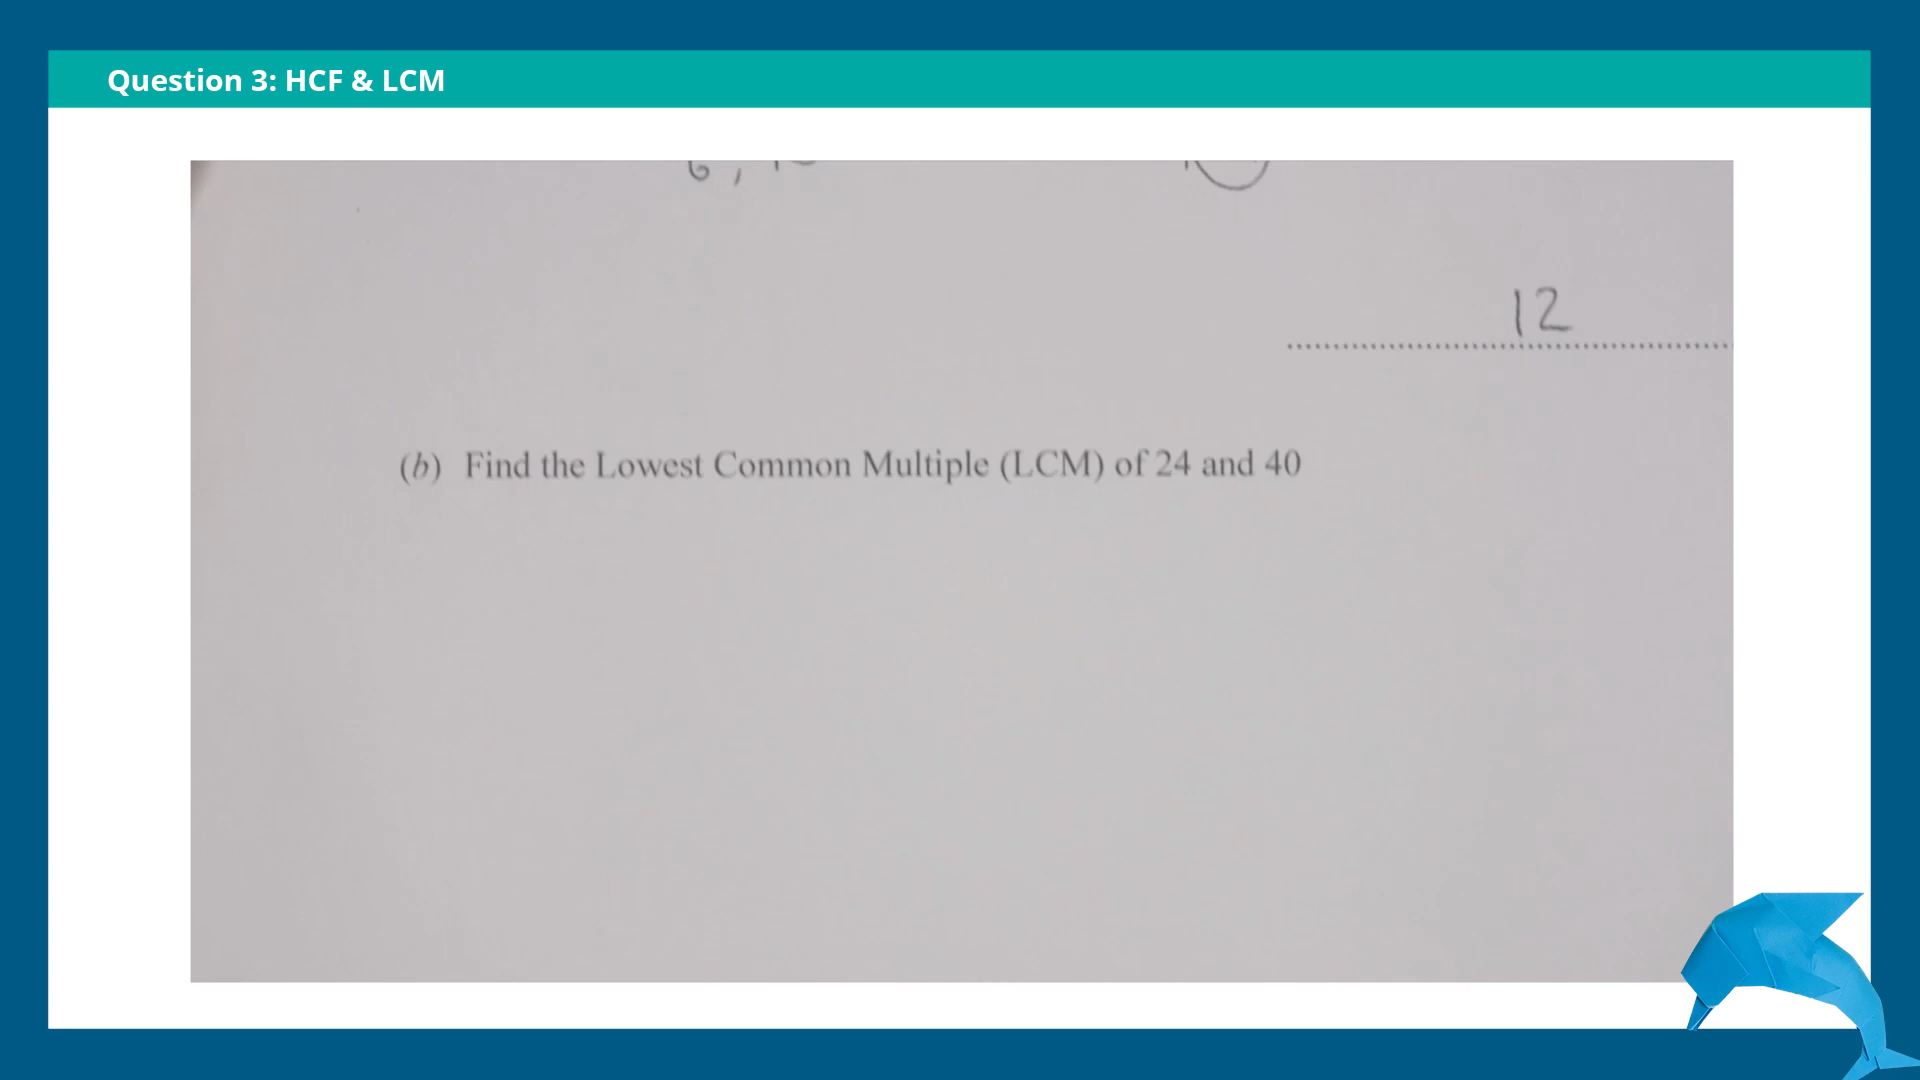 Question 3: HCF & LCM
12
(b) Find the Lowest Common Multiple (LCM) of 24 and 40